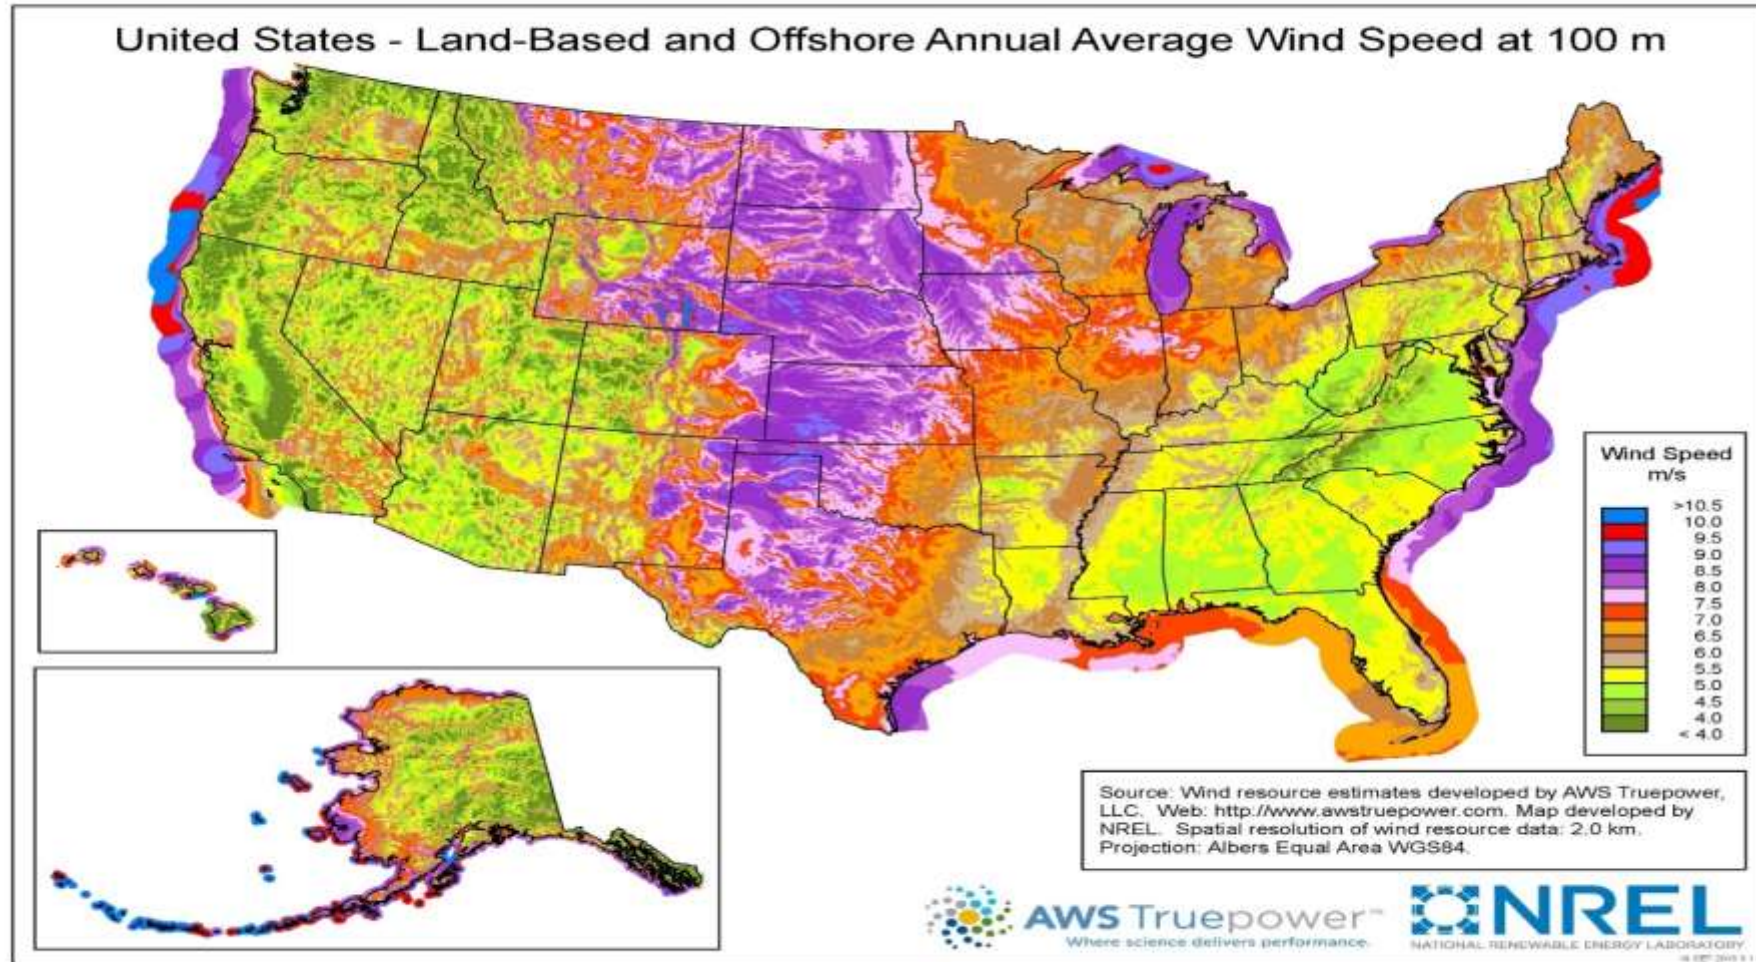 United States - Land-Based and Offshore Annual Average Wind Speed at 100 m
Wind Speed
m/s
>10.5
10.0
9.5
9.0
8.5
8.0
7.5
7.0
6.5
6.0
5.5
5.0
4.5
4.0
< 4.0
Source: Wind resource estimates developed by AWS Truepower,
LLC. Web: http://www.awstruepower.com. Map developed by
NREL. Spatial resolution of wind resource data: 2.0 km.
Projection: Albers Equal Area WGS84.
AWS Truepower™
Where science delivers performance.
NREL
NATIONAL RENEWABLE ENERGY LABORATORY